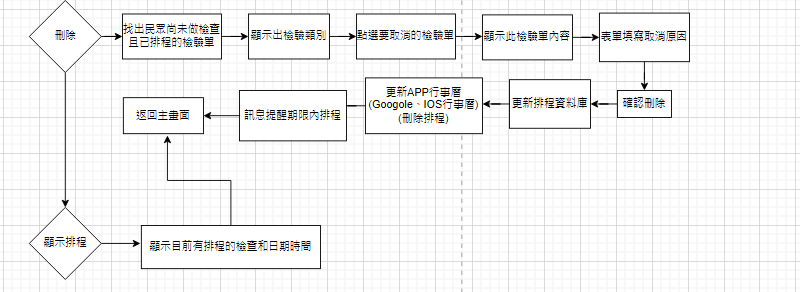 刪除
找出民眾尚未做檢查
且已排程的檢驗單
顯示出檢驗類別
點選要取消的檢驗單
顯示此檢驗單內容
表單填寫取消原因
確認刪除
更新排程資料庫
更新APP行事曆
(Googole、IOS行事曆)
(刪除排程)
訊息提醒期限內排程
返回主畫面
顯示排程
顯示目前有排程的檢查和日期時間